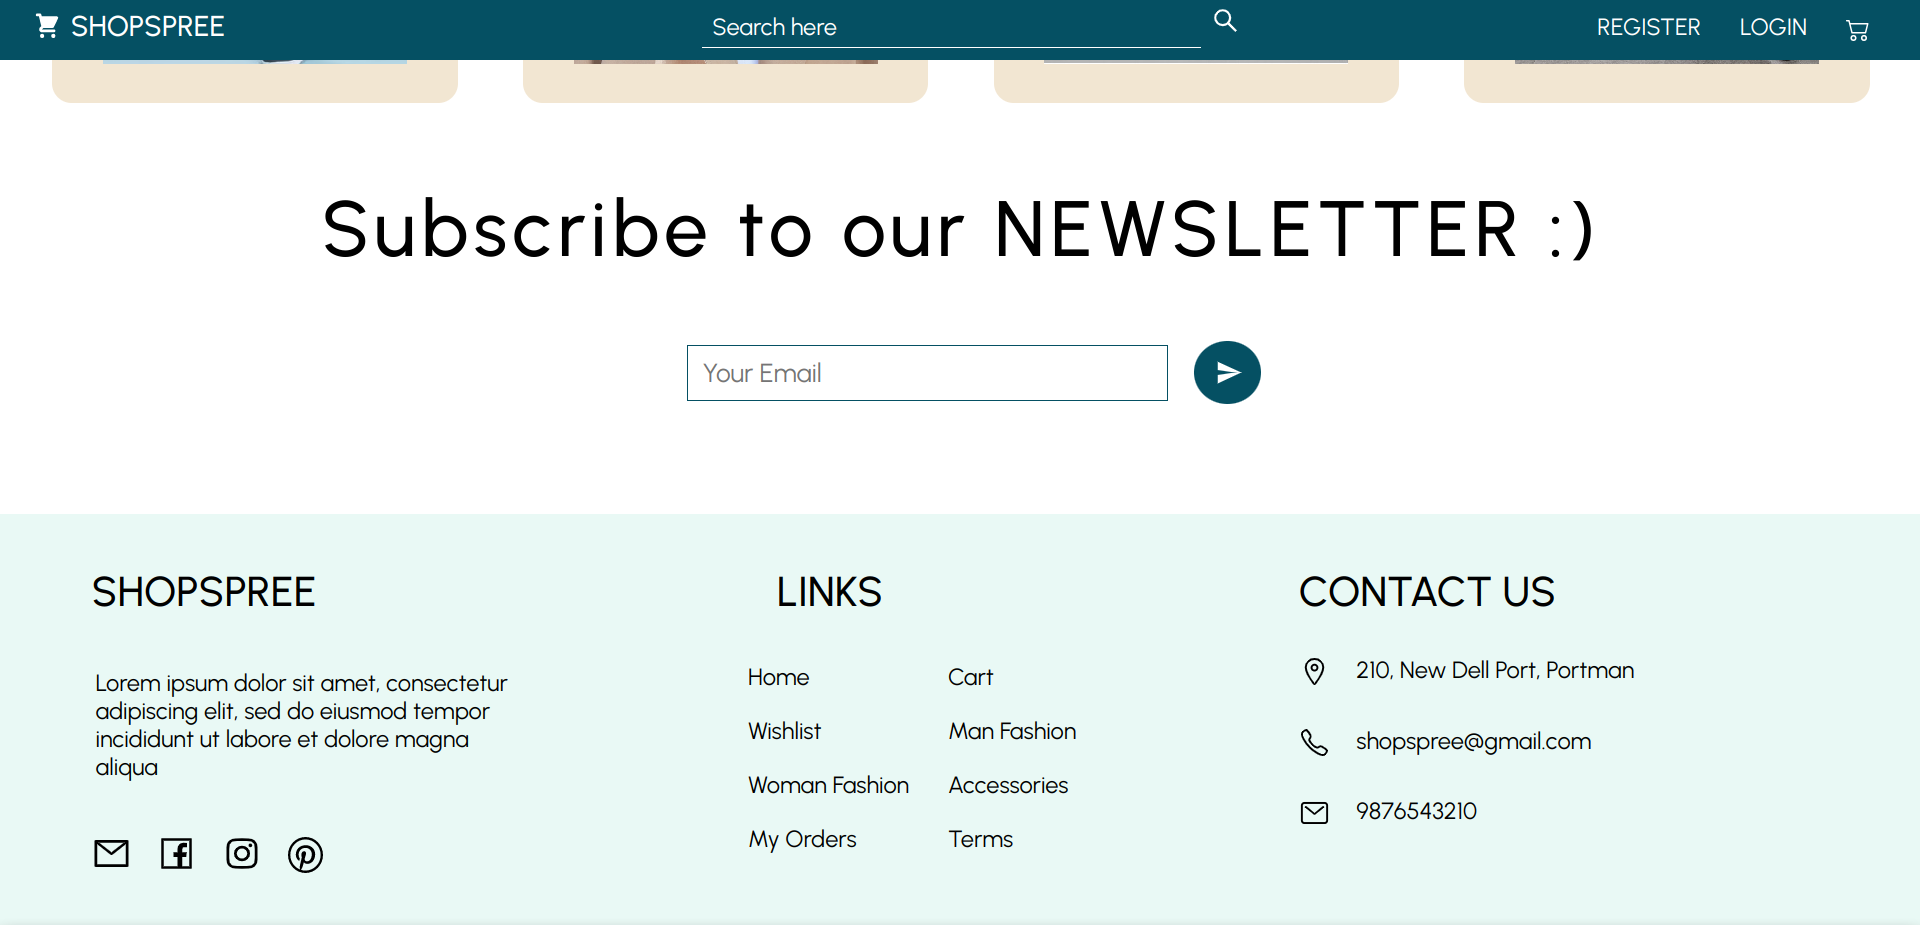 SHOPSPREE
Search here
REGISTER
LOGIN
Subscribe to our NEWSLETTER :)
Your Email
SHOPSPREE
Lorem ipsum dolor sit amet, consectetur
adipiscing elit, sed do eiusmod tempor
incididunt ut labore et dolore magna
aliqua
LINKS
Home
Cart
Wishlist
Man Fashion
Woman Fashion
Accessories
My Orders
Terms
CONTACT US
210, New Dell Port, Portman
shopspree@gmail.com
9876543210